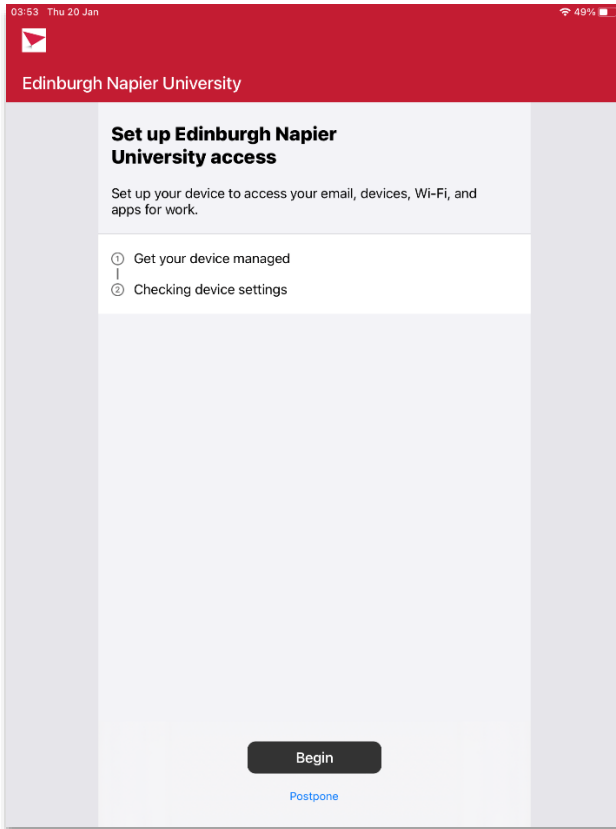 03:53 Thu 20 Jan 49%
Edinburgh Napier University
Set up Edinburgh Napier
University access
Set up your device to access your email, devices, Wi-Fi, and
apps for work.
1 Get your device managed
2 Checking device settings
Begin
Postpone